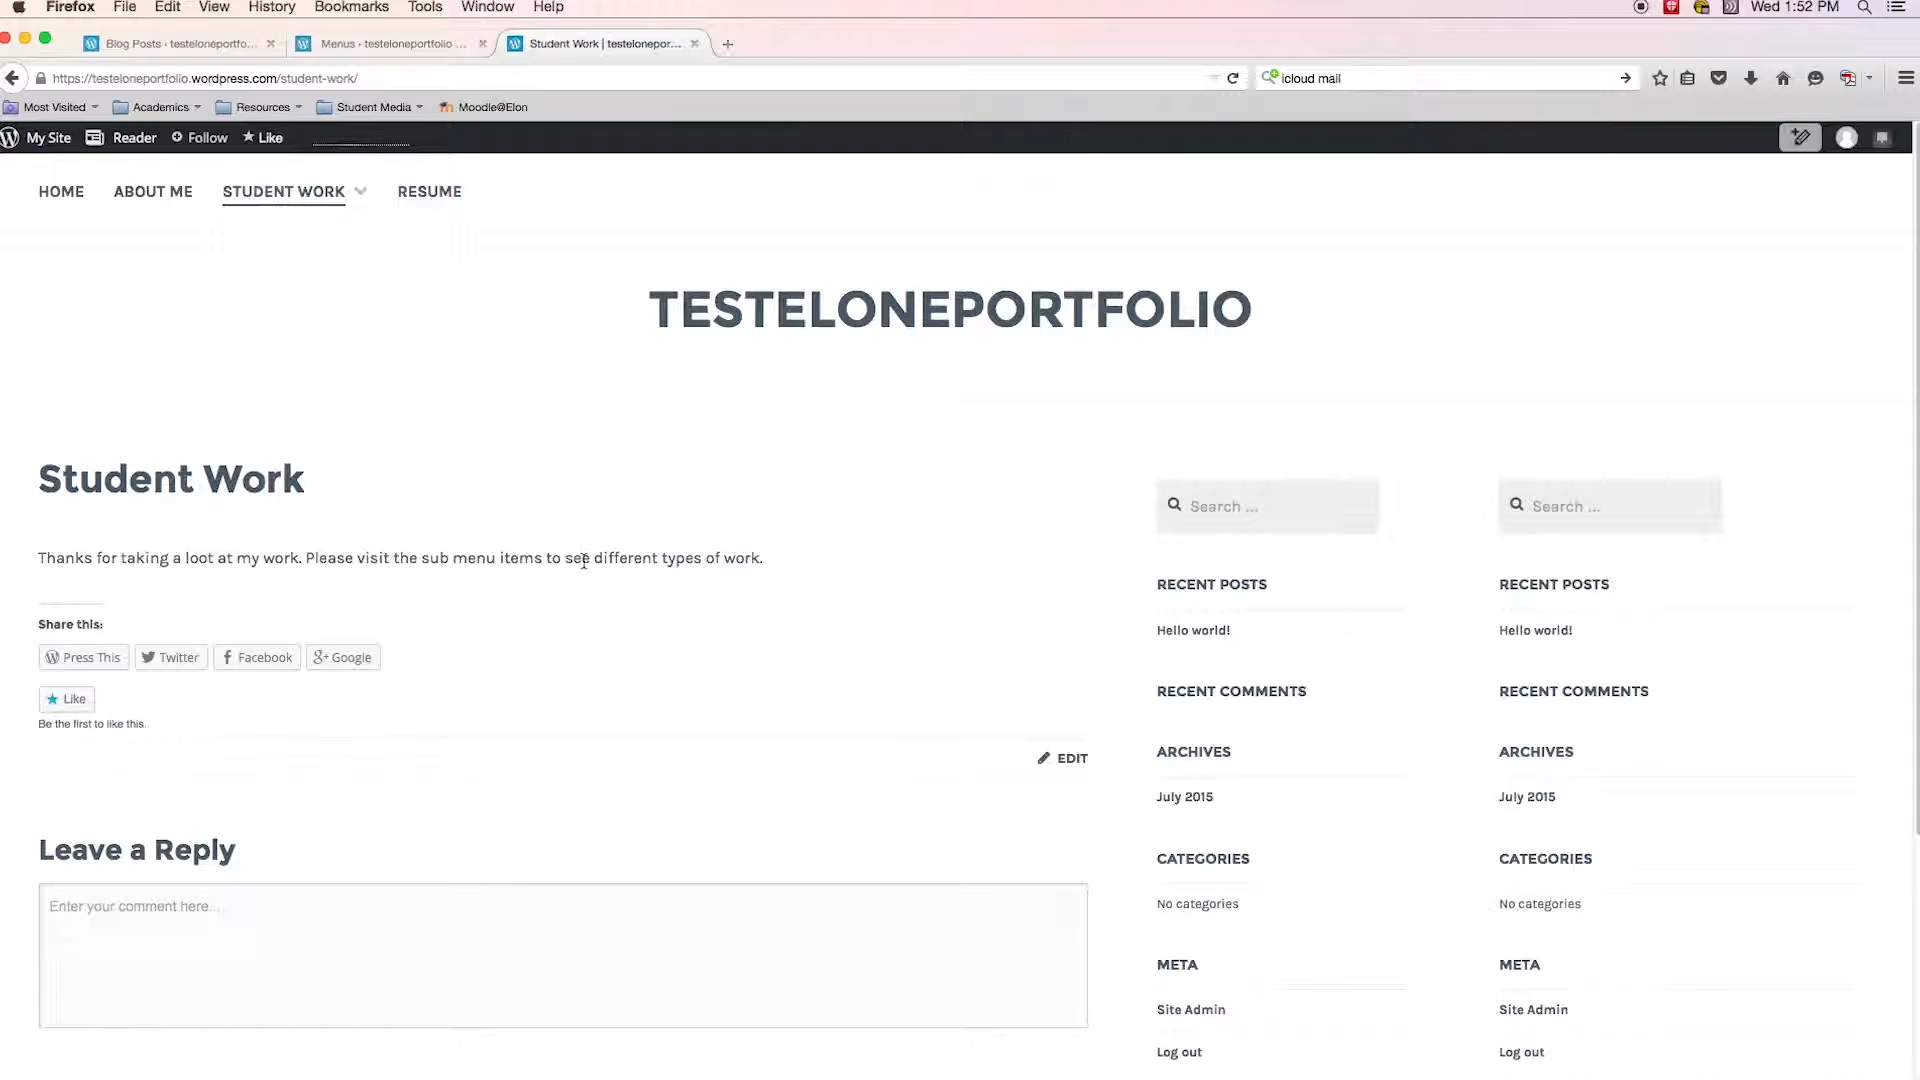 Firefox File Edit View History Bookmarks Tools Window Help Wed 1:52 PM
Blog Posts ‹ testeloneportfo... Menus ‹ testeloneportfolio ... Student Work | testelonepor...
https://testeloneportfolio.wordpress.com/student-work/ icloud mail
Most Visited Academics Resources Student Media Moodle@Elon
My Site Reader Follow Like
HOME ABOUT ME STUDENT WORK RESUME
TESTELONEPORTFOLIO
Student Work
Thanks for taking a loot at my work. Please visit the sub menu items to see different types of work.
Share this:
Press This Twitter Facebook Google
Like
Be the first to like this.
EDIT
Leave a Reply
Enter your comment here...
Search ...
RECENT POSTS
Hello world!
RECENT COMMENTS
ARCHIVES
July 2015
CATEGORIES
No categories
META
Site Admin
Log out
Search ...
RECENT POSTS
Hello world!
RECENT COMMENTS
ARCHIVES
July 2015
CATEGORIES
No categories
META
Site Admin
Log out